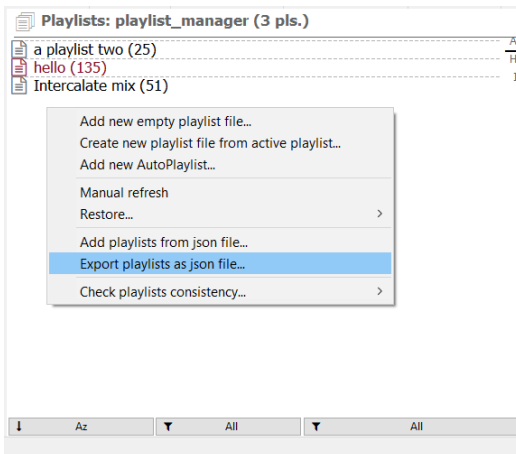 Playlists: playlist_manager (3 pls.)
A
a playlist two (25)
H
hello (135)
I
Intercalate mix (51)
Add new empty playlist file...
Create new playlist file from active playlist...
Add new AutoPlaylist...
Manual refresh
Restore...
Add playlists from json file...
Export playlists as json file...
Check playlists consistency...
Az All All